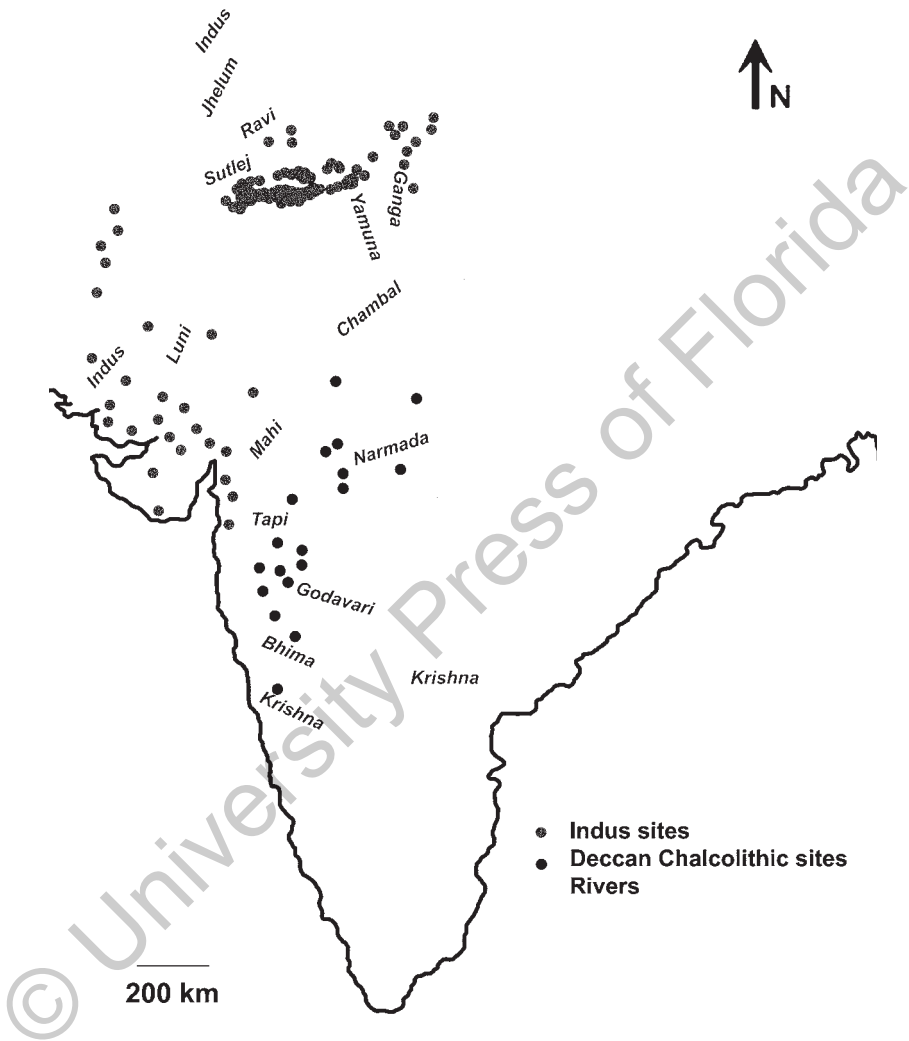 Indus
Jhelum
Ravi
Sutlej
Yamuna
Ganga
Chambal
Luni
Indus
Mahi
Narmada
Tapi
Godavari
Bhima
Krishna
Krishna
N
Indus sites
Deccan Chalcolithic sites
Rivers
200 km
© University Press of Florida